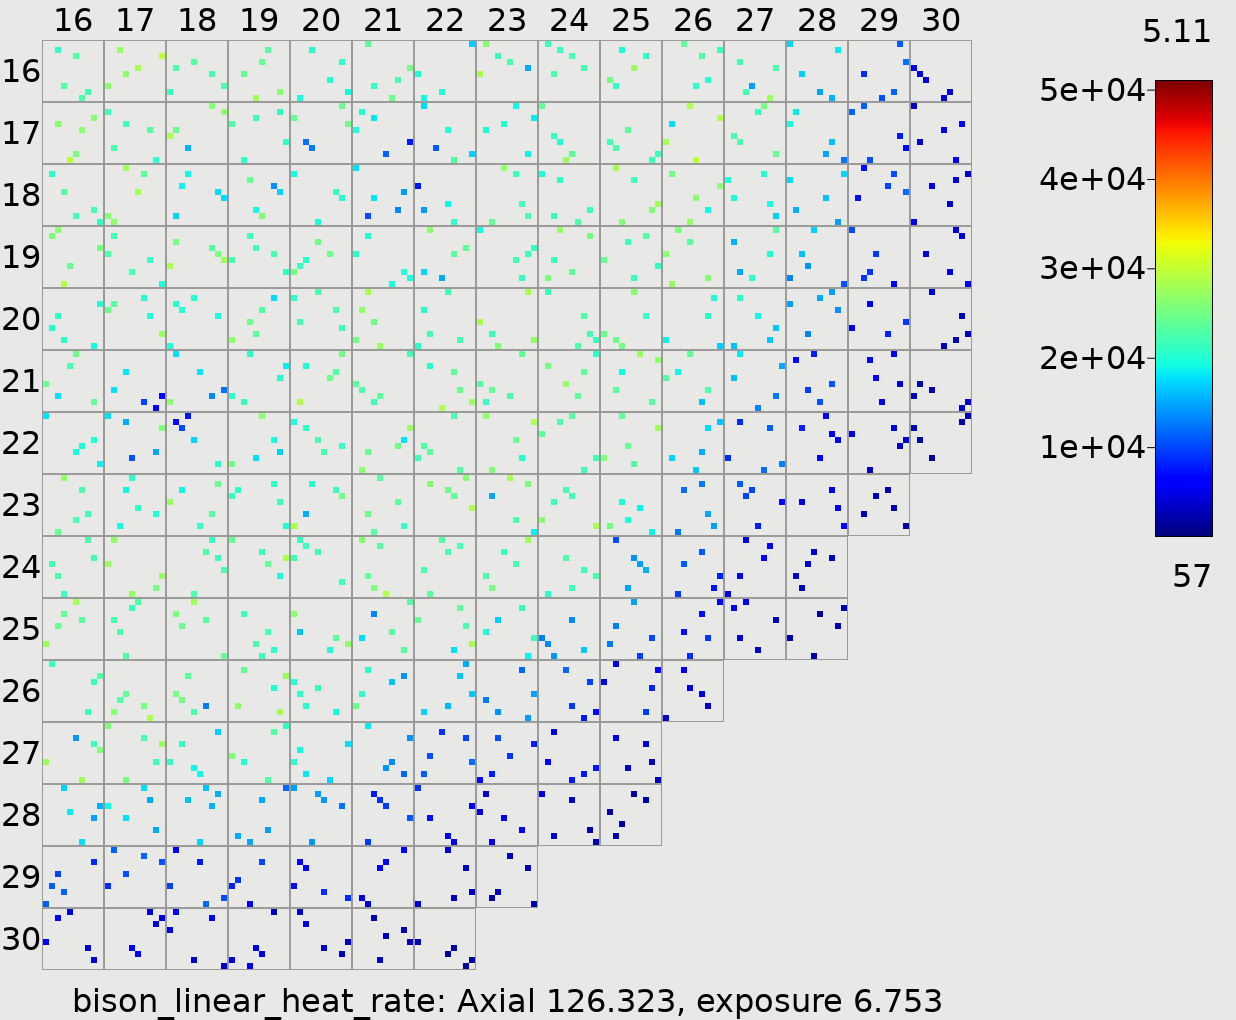 16 17 18 19 20 21 22 23 24 25 26 27 28 29 30
5.11
16
17
18
19
20
21
22
23
24
25
26
27
28
29
30
5e+04
4e+04
3e+04
2e+04
1e+04
57
bison_linear_heat_rate: Axial 126.323, exposure 6.753